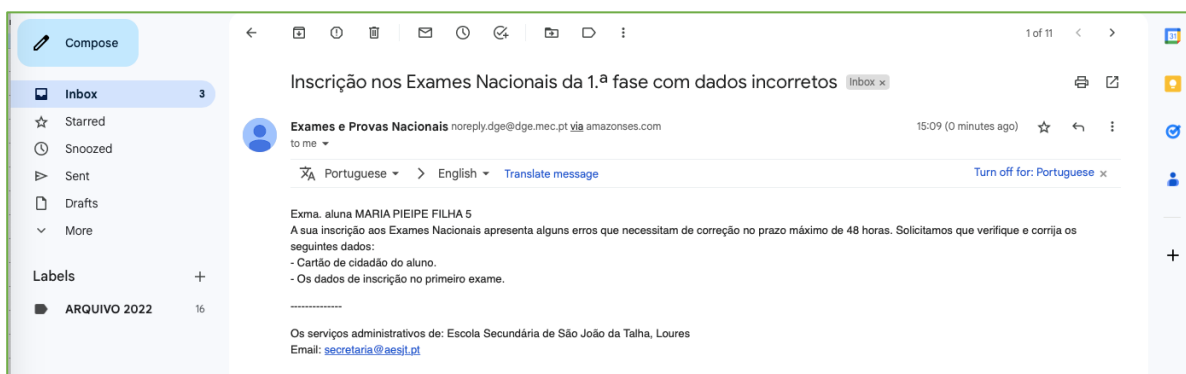 Compose
1 of 11
Inscrição nos Exames Nacionais da 1.ª fase com dados incorretos Inbox x
Inbox 3
Starred
Snoozed
Sent
Drafts
More
Labels +
ARQUIVO 2022 16
Exames e Provas Nacionais noreply.dge@dge.mec.pt via amazonses.com 15:09 (0 minutes ago)
to me
Portuguese > English Translate message Turn off for: Portuguese x
Exma. aluna MARIA PIEIPE FILHA 5
A sua inscrição aos Exames Nacionais apresenta alguns erros que necessitam de correção no prazo máximo de 48 horas. Solicitamos que verifique e corrija os
seguintes dados:
- Cartão de cidadão do aluno.
- Os dados de inscrição no primeiro exame.
--------------
Os serviços administrativos de: Escola Secundária de São João da Talha, Loures
Email: secretaria@aesjt.pt
31